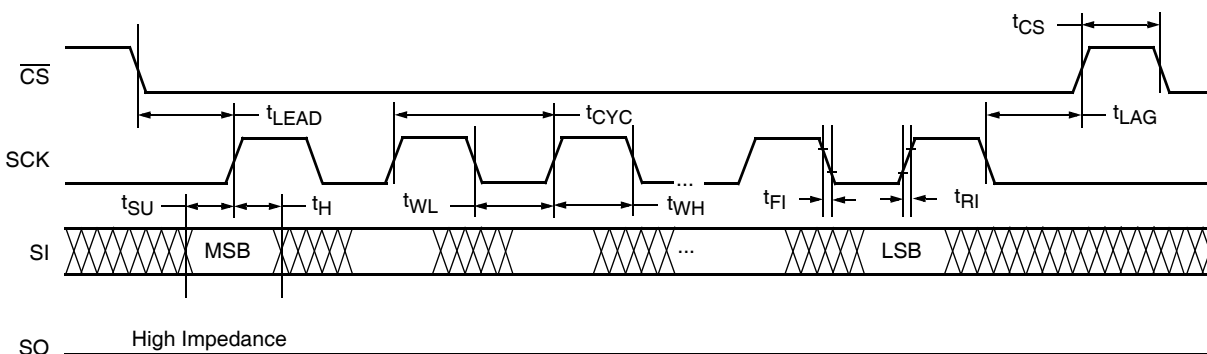 tCS
CS
tLEAD
tCYC
tLAG
SCK
...
tSU
tH
tWL
tWH
tFI
tRI
SI
MSB
...
LSB
High Impedance
SO